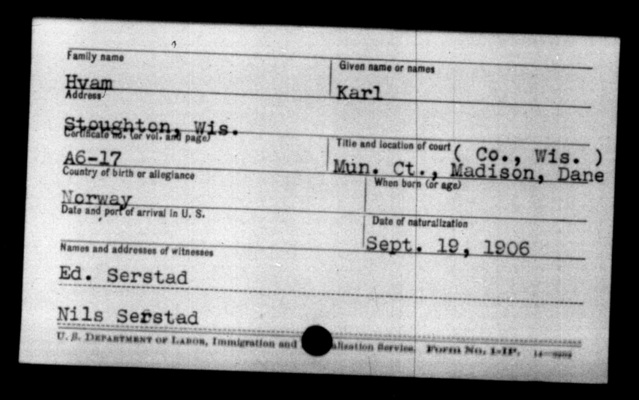 Family name
Given name or names
Hvam
Karl
Address
Stoughton, Wis.
Certificate no. (or vol. and page)
Title and location of court ( Co., Wis. )
A6-17
Mun. Ct., Madison, Dane
Country of birth or allegiance
When born (or age)
Norway
Date and port of arrival in U. S.
Date of naturalization
Sept. 19, 1906
Names and addresses of witnesses
Ed. Serstad
Nils Serstad
U. S. Department of Labor, Immigration and alization Service. Form No. 1-IP.